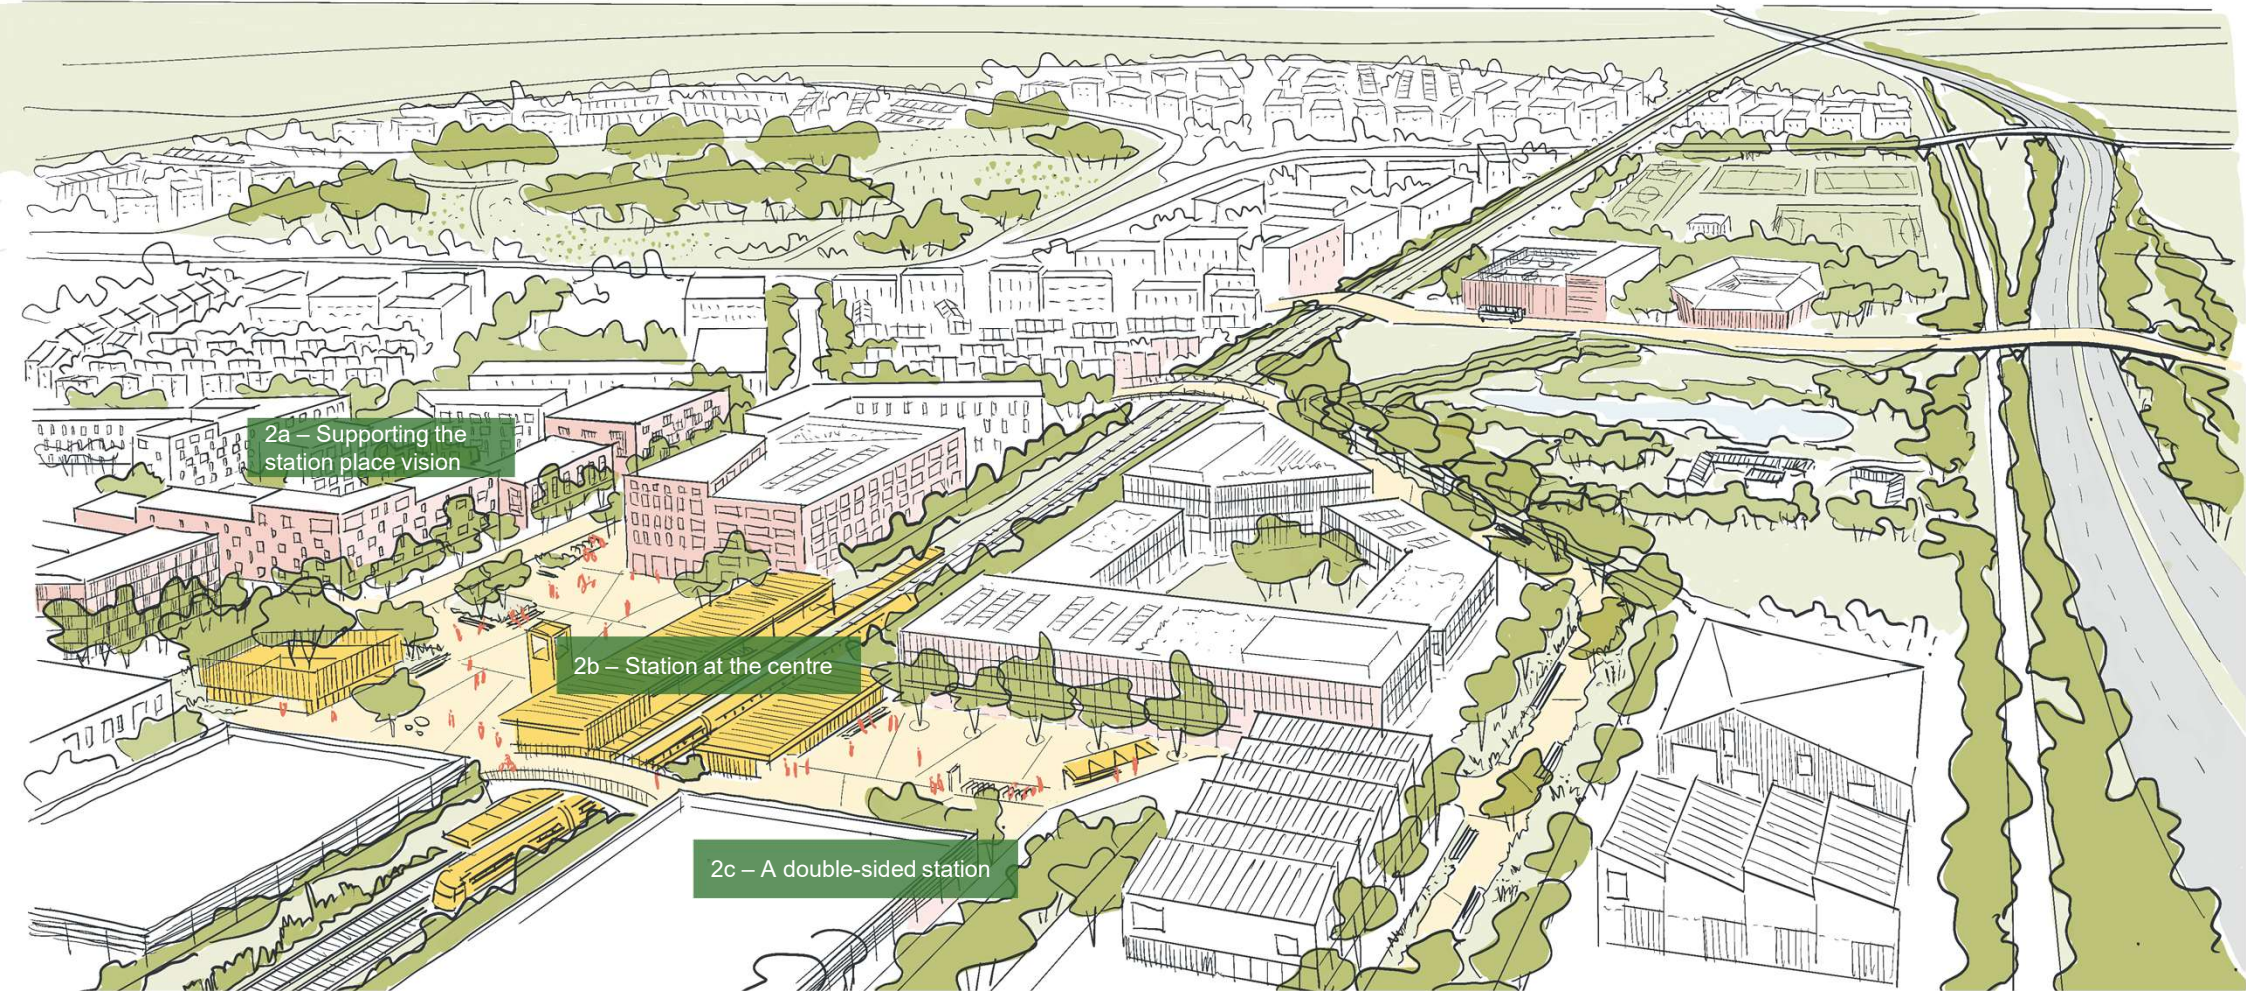 2a – Supporting the
station place vision
2b – Station at the centre
2c – A double-sided station